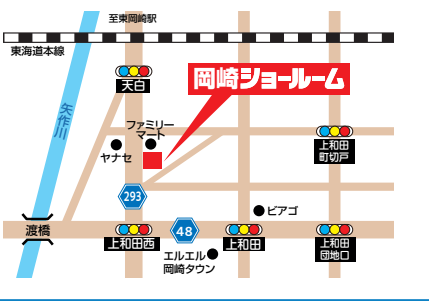 至東岡崎駅
東海道本線
天白
岡崎ショールーム
矢作川
ファミリー
マート
ヤナセ
上和田
町切戸
293
ピアゴ
渡橋
上和田西
48
上和田
上和田
団地口
エルエル
岡崎タウン